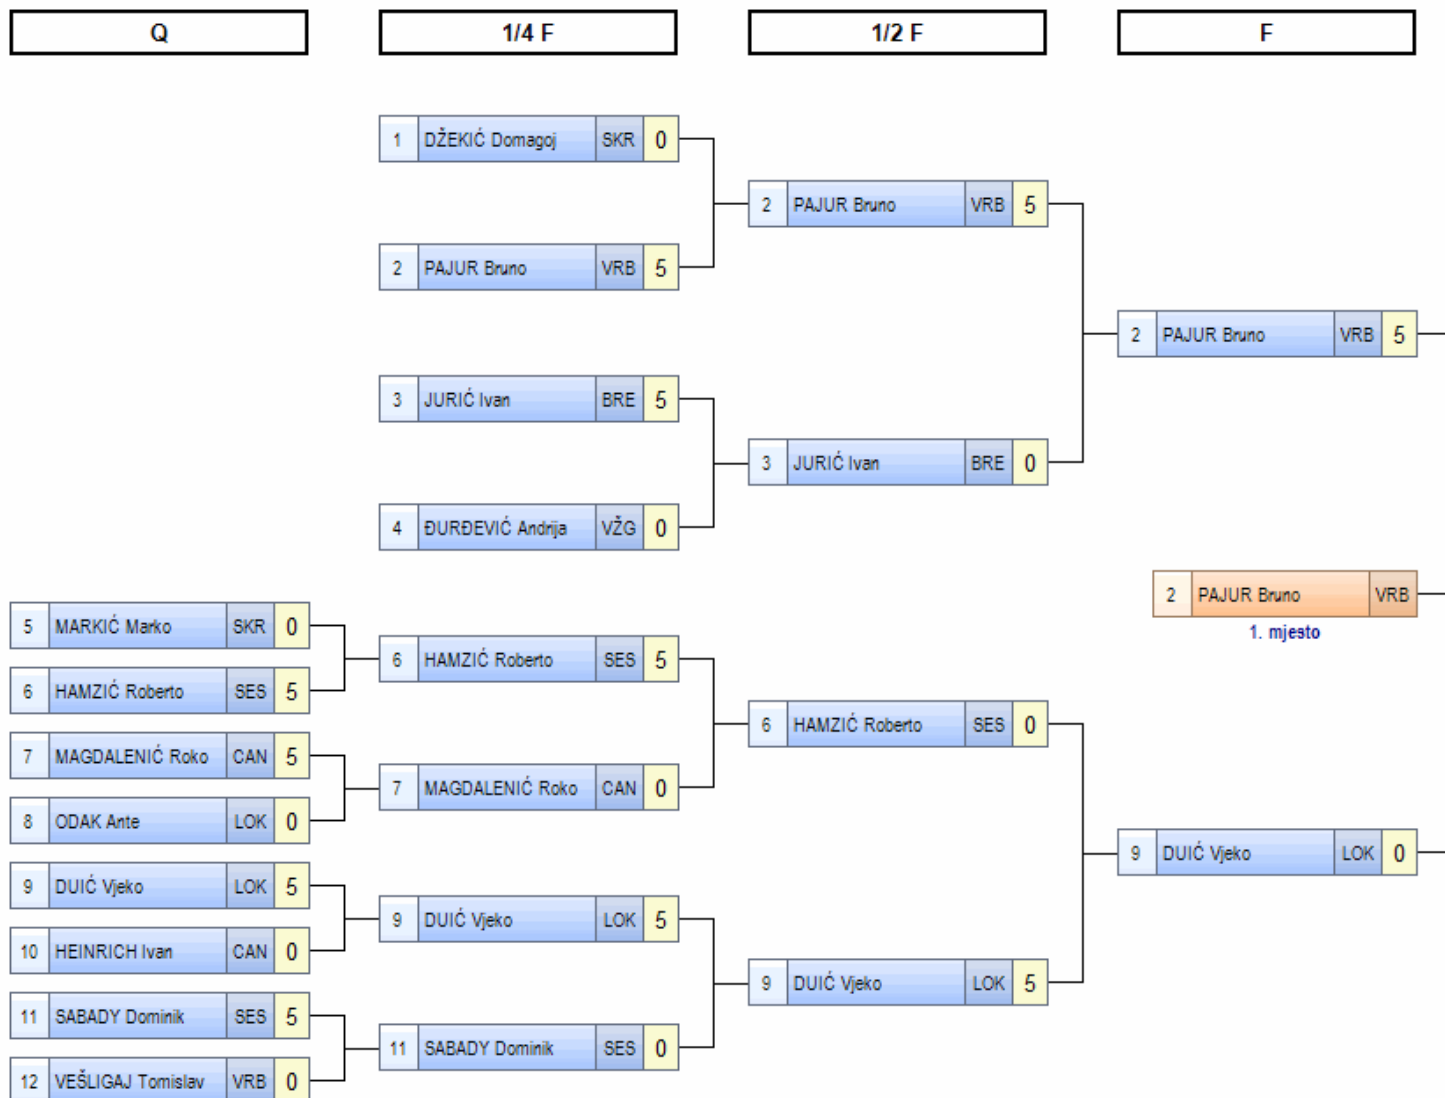 Q
1/4 F
1/2 F
F
1 DŽEKIĆ Domagoj SKR 0
2 PAJUR Bruno VRB 5
3 JURIĆ Ivan BRE 5
4 ĐURĐEVIĆ Andrija VŽG 0
5 MARKIĆ Marko SKR 0
6 HAMZIĆ Roberto SES 5
7 MAGDALENIĆ Roko CAN 5
8 ODAK Ante LOK 0
9 DUIĆ Vjeko LOK 5
10 HEINRICH Ivan CAN 0
11 SABADY Dominik SES 5
12 VEŠLIGAJ Tomislav VRB 0
6 HAMZIĆ Roberto SES 5
7 MAGDALENIĆ Roko CAN 0
9 DUIĆ Vjeko LOK 5
11 SABADY Dominik SES 0
2 PAJUR Bruno VRB 5
3 JURIĆ Ivan BRE 0
6 HAMZIĆ Roberto SES 0
9 DUIĆ Vjeko LOK 5
2 PAJUR Bruno VRB 5
9 DUIĆ Vjeko LOK 0
2 PAJUR Bruno VRB
1. mjesto